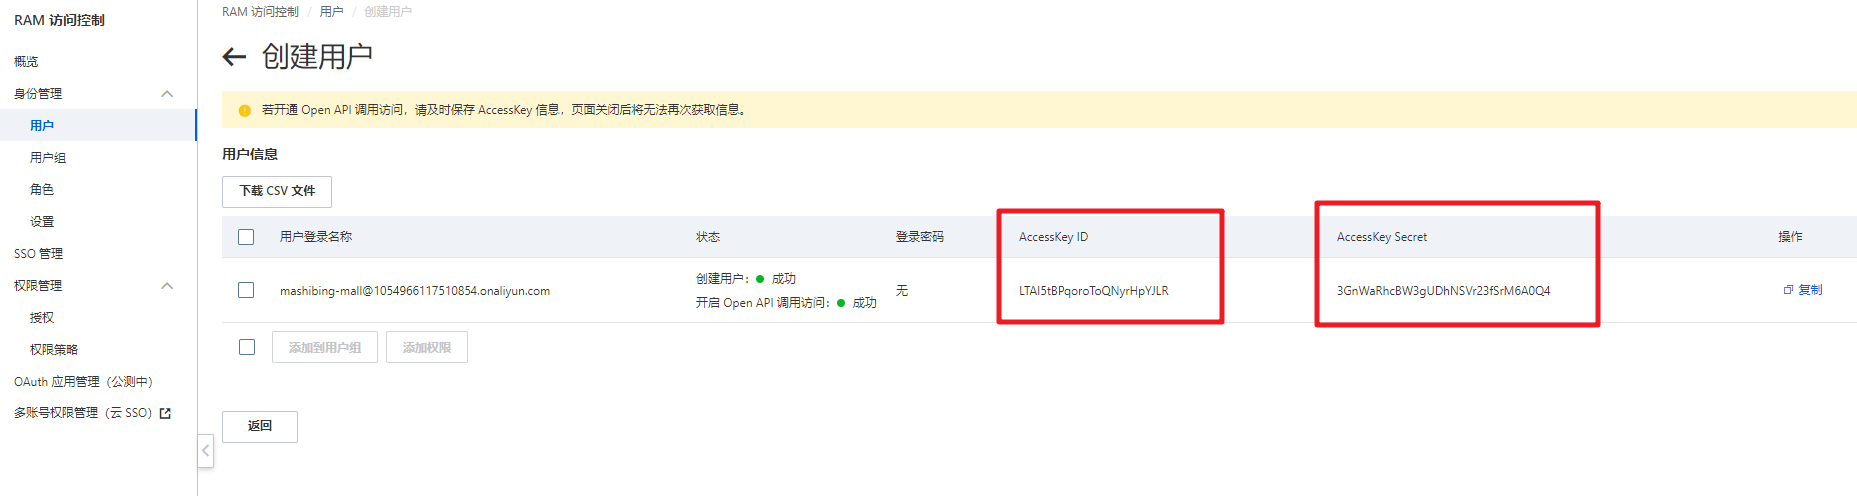 RAM 访问控制
概览
身份管理
用户
用户组
角色
设置
SSO 管理
权限管理
授权
权限策略
OAuth 应用管理（公测中）
多账号权限管理（云 SSO）
RAM 访问控制 / 用户 / 创建用户
创建用户
若开通 Open API 调用访问，请及时保存 AccessKey 信息，页面关闭后将无法再次获取信息。
用户信息
下载 CSV 文件
用户登录名称 状态 登录密码 AccessKey ID AccessKey Secret 操作
创建用户： 成功
mashibing-mall@1054966117510854.onaliyun.com 无 LTAI5tBPqoroToQNyrHpYJLR 3GnWaRhcBW3gUDhNSVr23fSrM6A0Q4 复制
开启 Open API 调用访问： 成功
添加到用户组 添加权限
返回